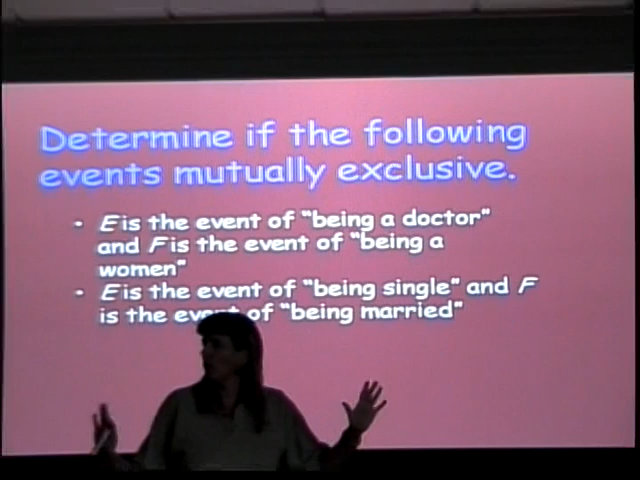 Determine if the following
events mutually exclusive.
• E is the event of “being a doctor”
and F is the event of “being a
women”
• E is the event of “being single” and F
is the event of “being married”